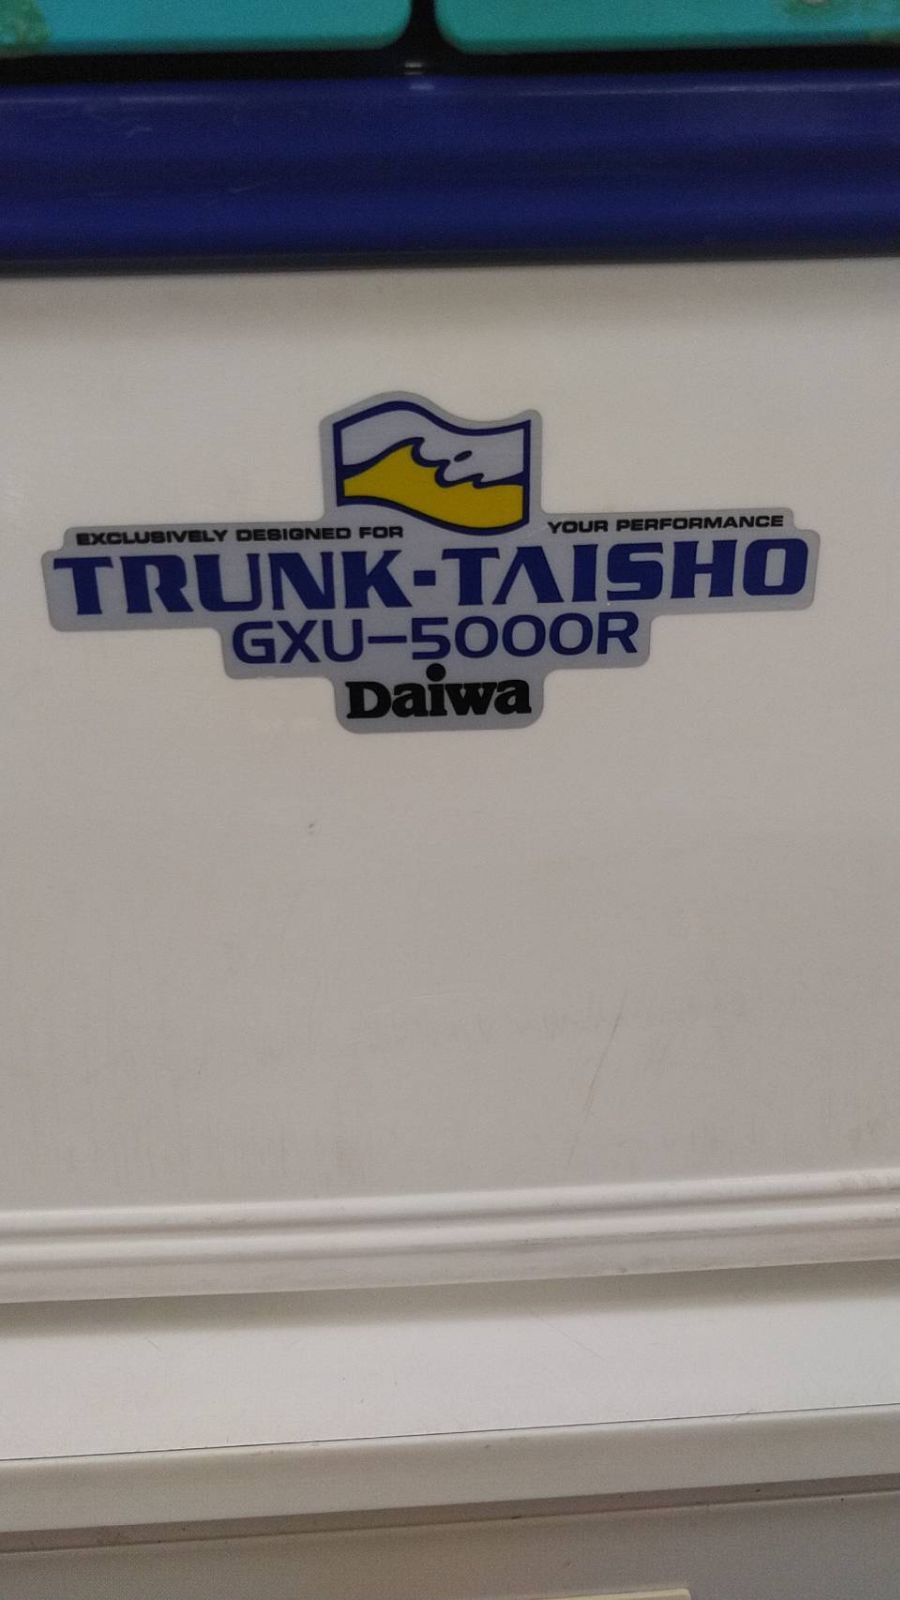 EXCLUSIVELY DESIGNED FOR YOUR PERFORMANCE
TRUNK-TAISHO
GXU-5000R
Daiwa